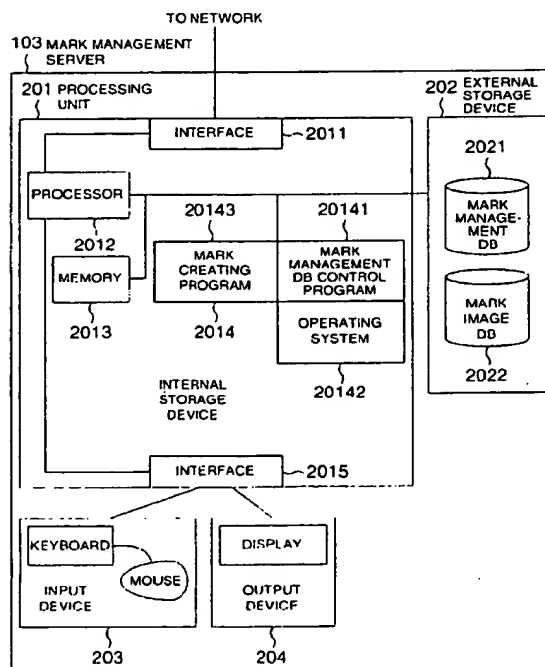 TO NETWORK
103 MARK MANAGEMENT
SERVER
201 PROCESSING
UNIT
202 EXTERNAL
STORAGE
DEVICE
INTERFACE
2011
2021
PROCESSOR
MARK
MANAGE-
MENT
DB
2012
20143
20141
MEMORY
MARK
CREATING
PROGRAM
MARK
MANAGEMENT
DB CONTROL
PROGRAM
2013
2014
OPERATING
SYSTEM
MARK
IMAGE
DB
20142
2022
INTERNAL
STORAGE
DEVICE
INTERFACE
2015
KEYBOARD
MOUSE
DISPLAY
INPUT
DEVICE
OUTPUT
DEVICE
203
204